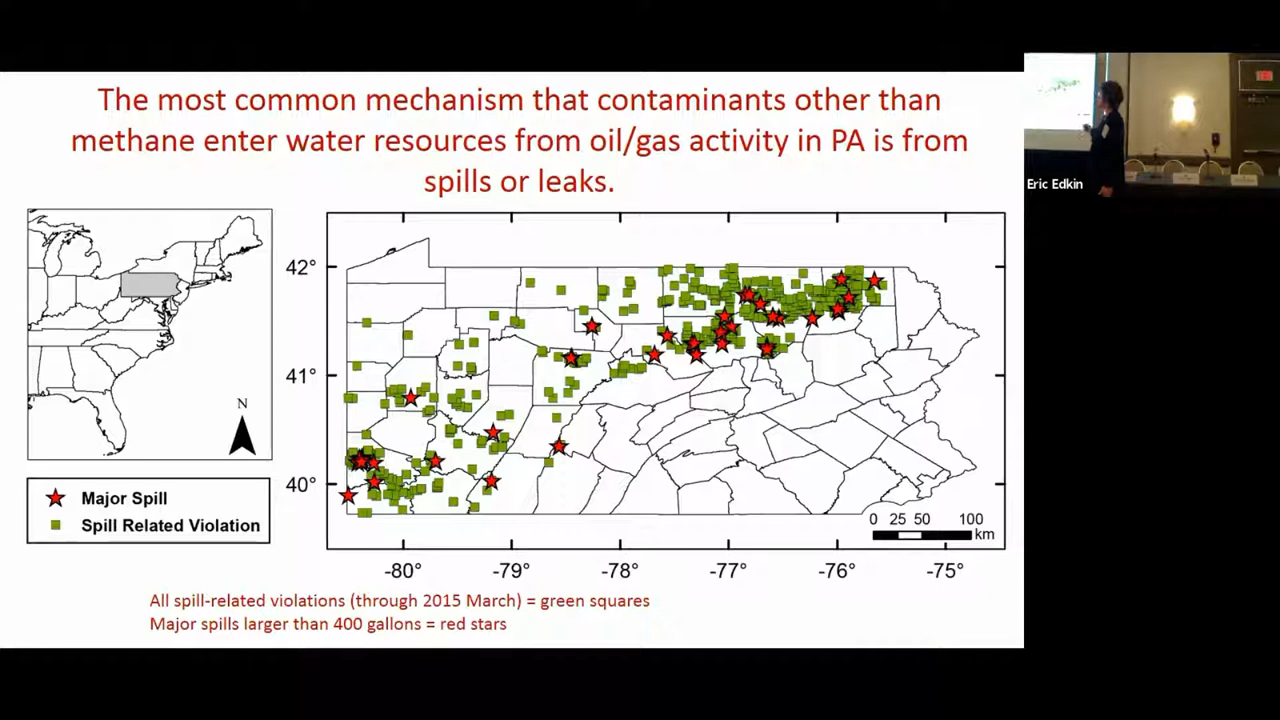 The most common mechanism that contaminants other than
methane enter water resources from oil/gas activity in PA is from
spills or leaks.
Eric Edkin
42°
41°
40°
N
Major Spill
Spill Related Violation
0 25 50 100
km
-80° -79° -78° -77° -76° -75°
All spill-related violations (through 2015 March) = green squares
Major spills larger than 400 gallons = red stars